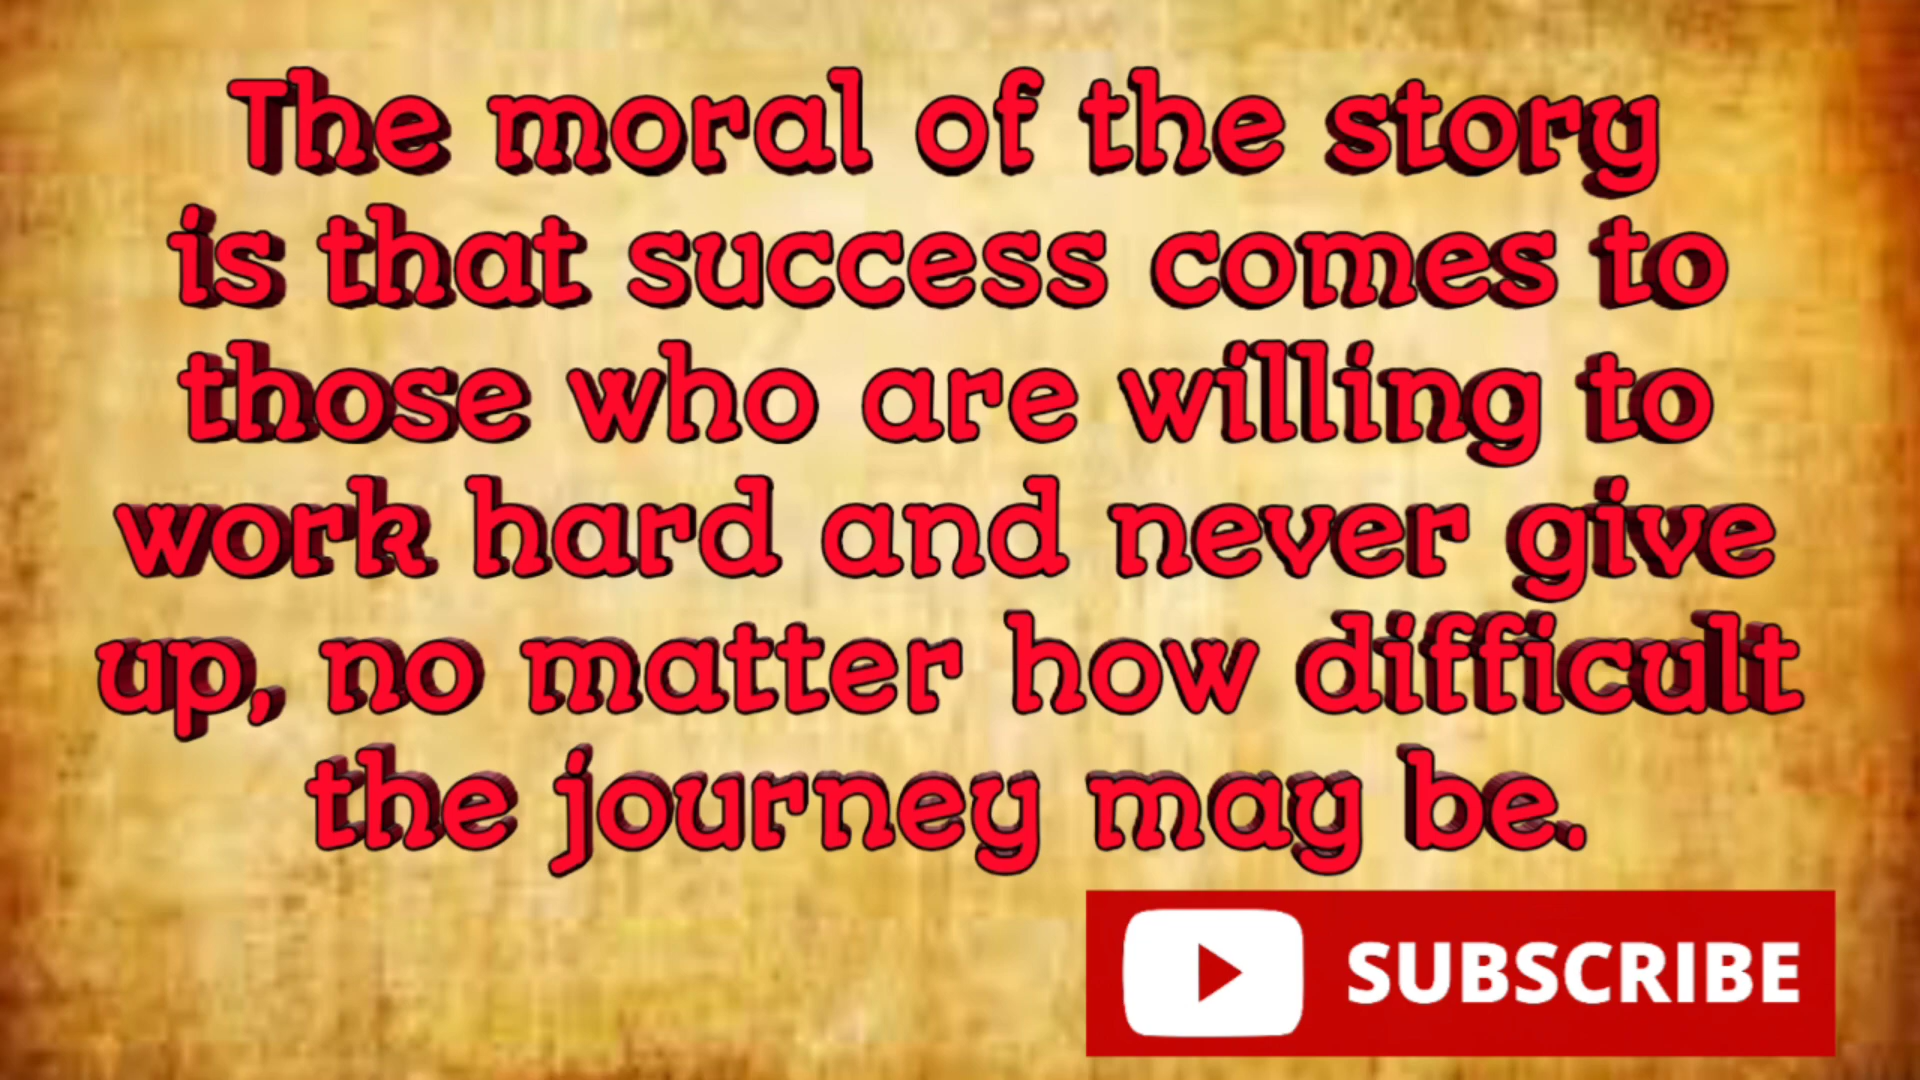 The moral of the story
is that success comes to
those who are willing to
work hard and never give
up, no matter how difficult
the journey may be.
SUBSCRIBE